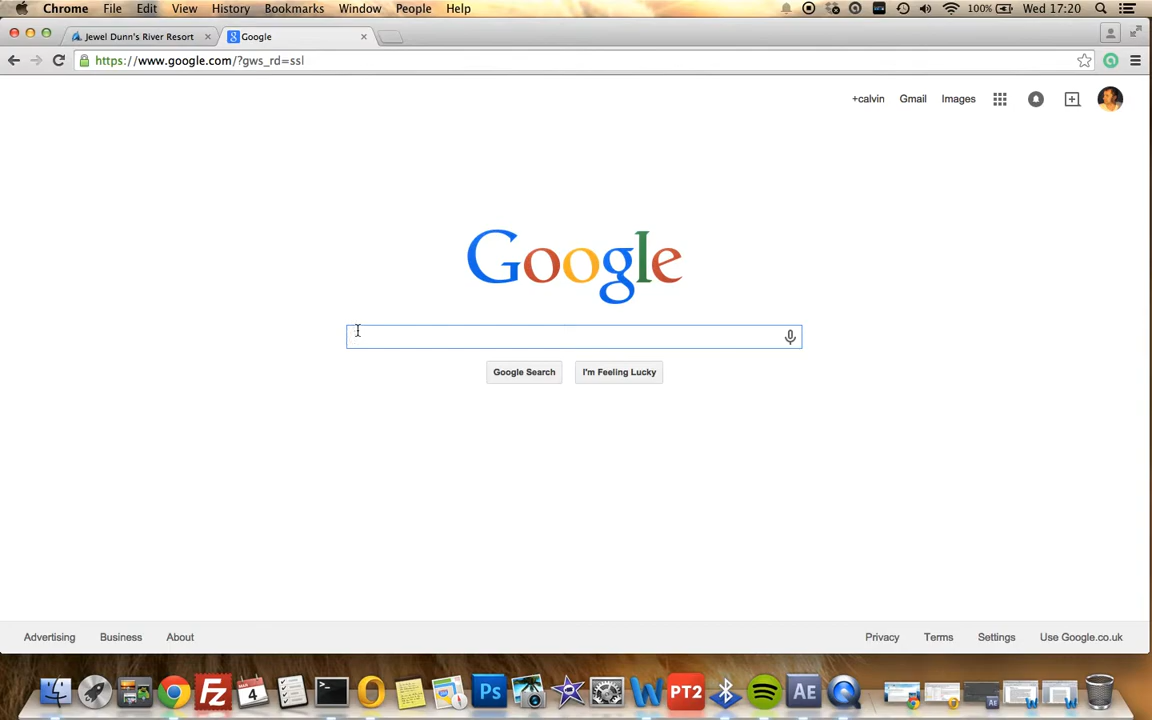 Chrome File Edit View History Bookmarks Window People Help 100% Wed 17:20
Jewel Dunn's River Resort Google
https://www.google.com/?gws_rd=ssl
+calvin Gmail Images
Google
Google Search I'm Feeling Lucky
Advertising Business About Privacy Terms Settings Use Google.co.uk
Fz 4 Ps W PT2 AE